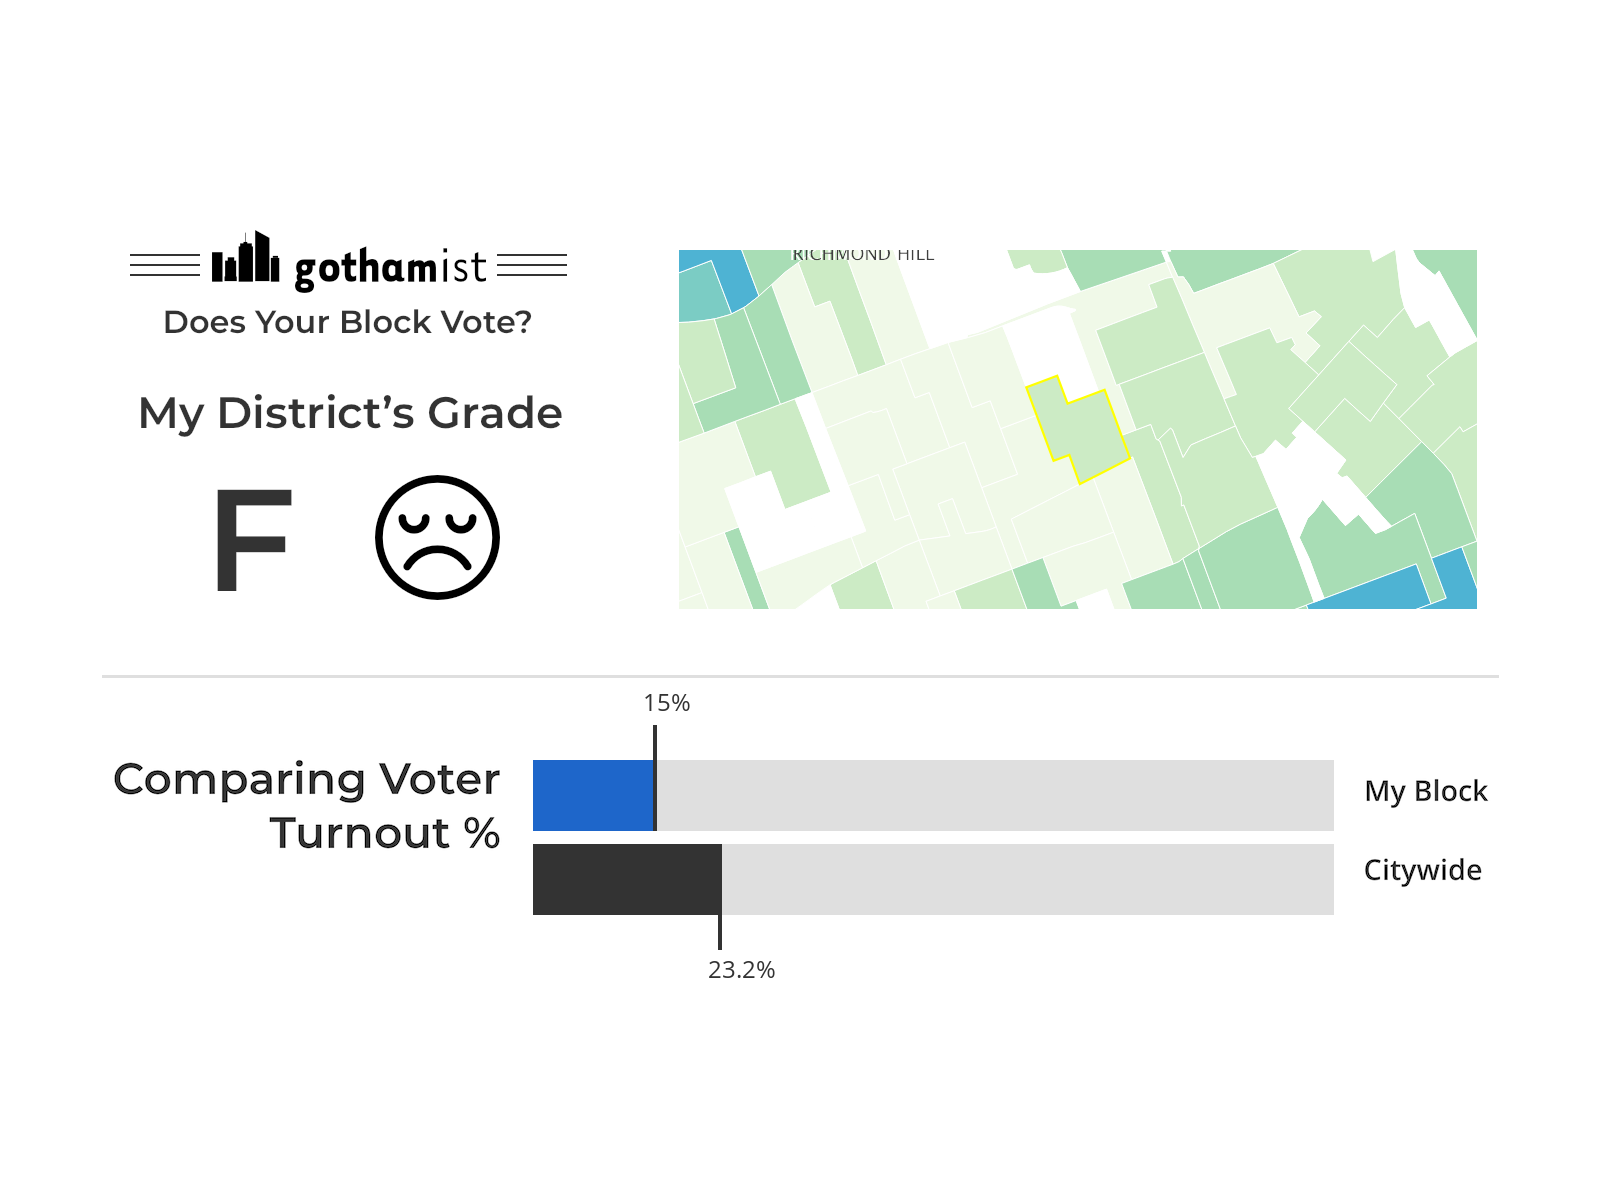 gothamist
Does Your Block Vote?
My District’s Grade
F
RICHMOND HILL
15%
Comparing Voter
Turnout %
My Block
Citywide
23.2%